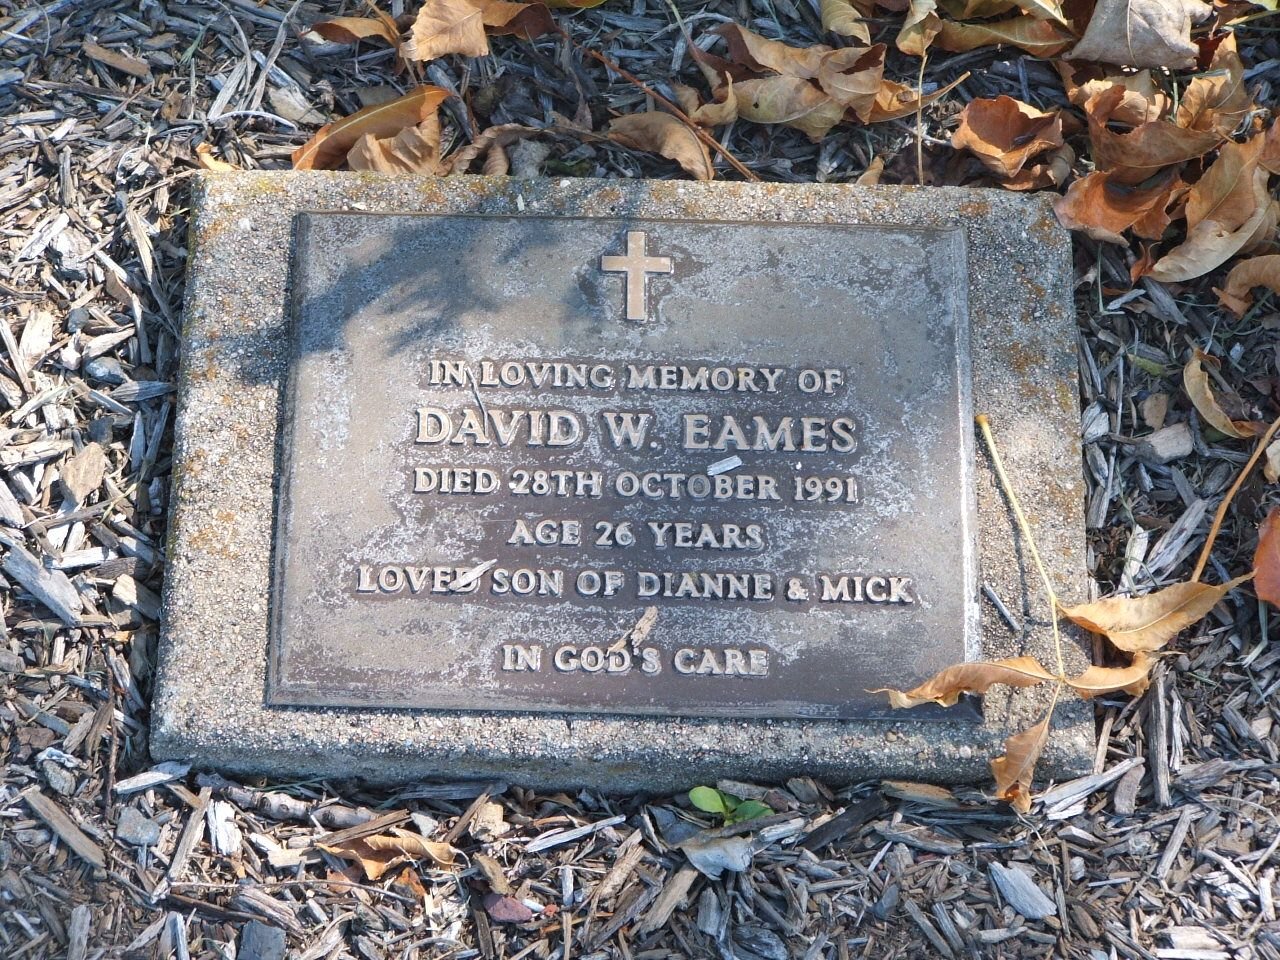 IN LOVING MEMORY OF
DAVID W. EAMES
DIED 28TH OCTOBER 1991
AGE 26 YEARS
LOVED SON OF DIANNE & MICK
IN GOD'S CARE